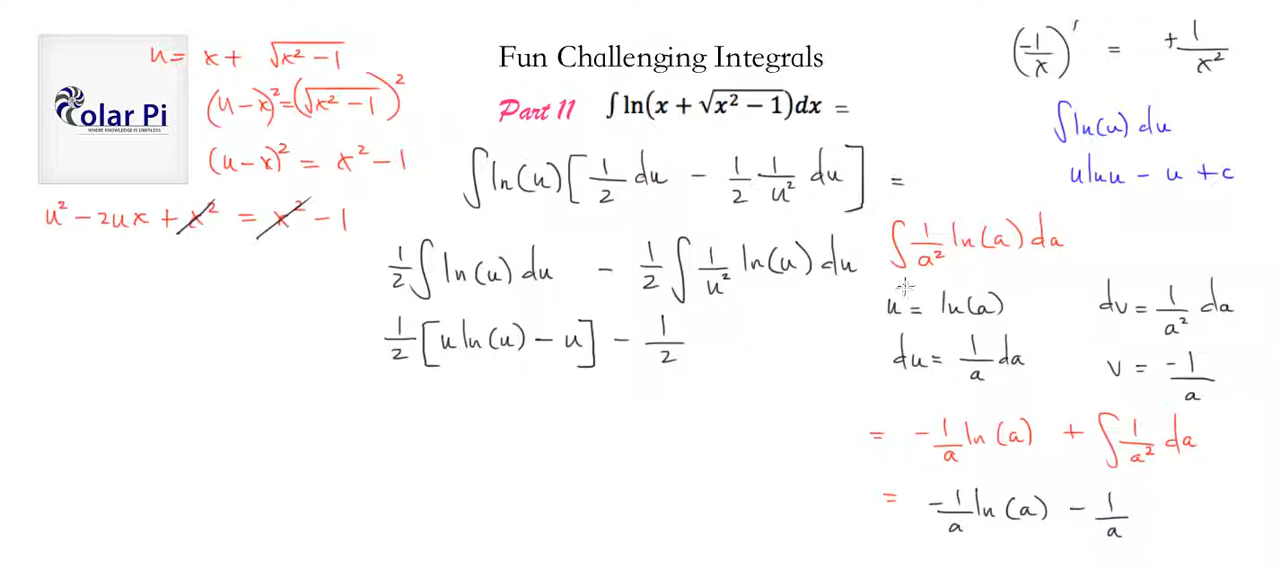 Fun Challenging Integrals
Part 11 ∫ ln(x + √(x² − 1))dx =
olar Pi
WHERE KNOWLEDGE IS LIMITLESS
u = x + √(x² − 1)
(u − x)² = (√(x² − 1))²
(u − x)² = x² − 1
u² − 2ux + x² = x² − 1
∫ ln(u) [1/2 du − 1/2 1/u² du] =
1/2 ∫ ln(u) du − 1/2 ∫ 1/u² ln(u) du
1/2 [u ln(u) − u] − 1/2
(−1/x)′ = +1/x²
∫ ln(u) du
u ln u − u + c
∫ 1/a² ln(a) da
u = ln(a) dv = 1/a² da
du = 1/a da v = −1/a
= −1/a ln(a) + ∫ 1/a² da
= −1/a ln(a) − 1/a